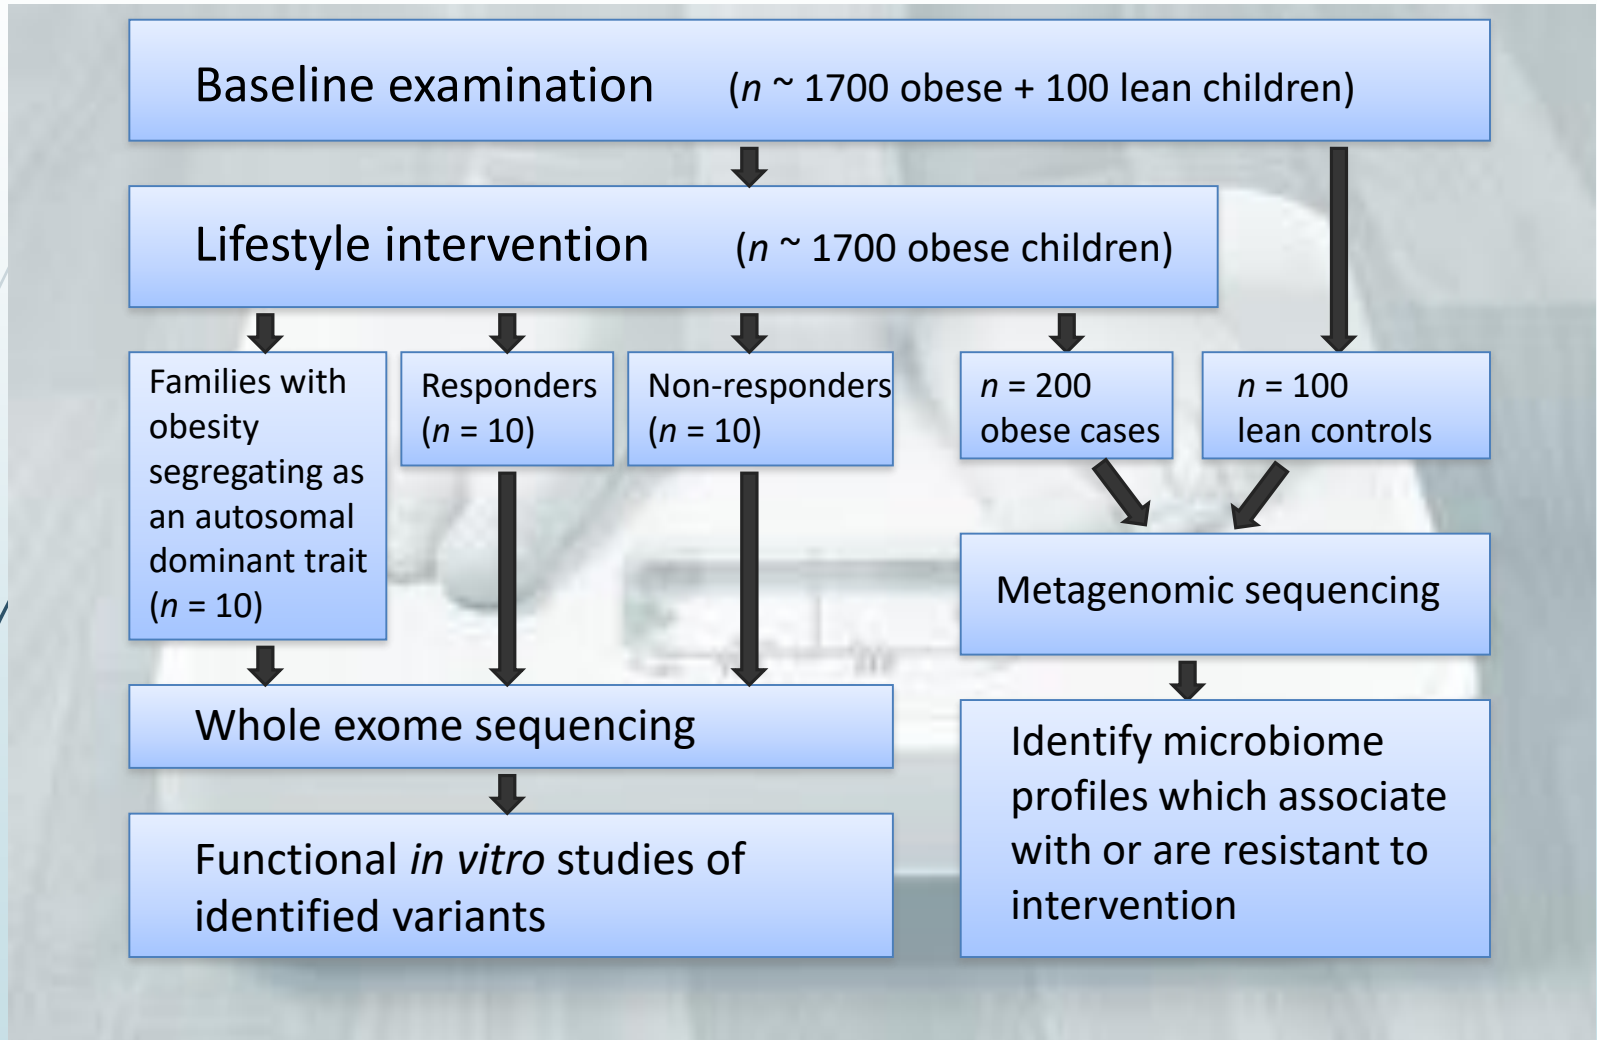 Baseline examination (n ~ 1700 obese + 100 lean children)
Lifestyle intervention (n ~ 1700 obese children)
Families with
obesity
segregating as
an autosomal
dominant trait
(n = 10)
Responders
(n = 10)
Non-responders
(n = 10)
n = 200
obese cases
n = 100
lean controls
Metagenomic sequencing
Whole exome sequencing
Identify microbiome
profiles which associate
with or are resistant to
intervention
Functional in vitro studies of
identified variants